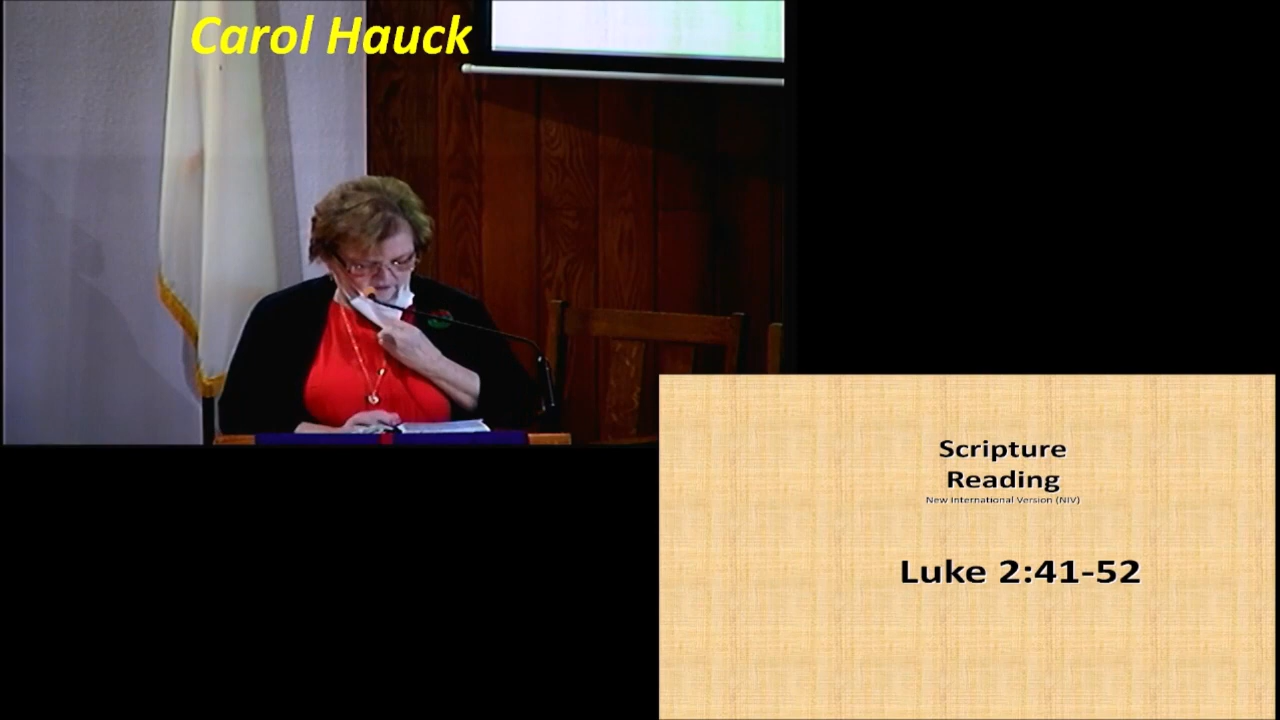 Carol Hauck
Scripture
Reading
New International Version (NIV)
Luke 2:41-52